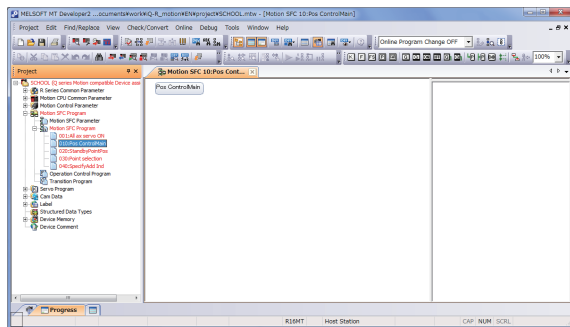 MELSOFT MT Developer2 ...ocuments¥work¥iQ-R_motion¥EN¥project¥SCHOOL.mtw - [Motion SFC 10:Pos ControlMain]
Project Edit Find/Replace View Check/Convert Online Debug Tools Window Help
Online Program Change OFF
100%
Project
Motion SFC 10:Pos Cont...
SCHOOL (Q series Motion compatibile Device assi
R Series Common Parameter
Motion CPU Common Parameter
Motion Control Parameter
Motion SFC Program
Motion SFC Parameter
Motion SFC Program
001:All ax servo ON
010:Pos ControlMain
020:StandbyPointPos
030:Point selection
040:SpecifyAdd Ind
Operation Control Program
Transition Program
Servo Program
Cam Data
Label
Structured Data Types
Device Memory
Device Comment
Pos ControlMain
Progress
R16MT Host Station CAP NUM SCRL